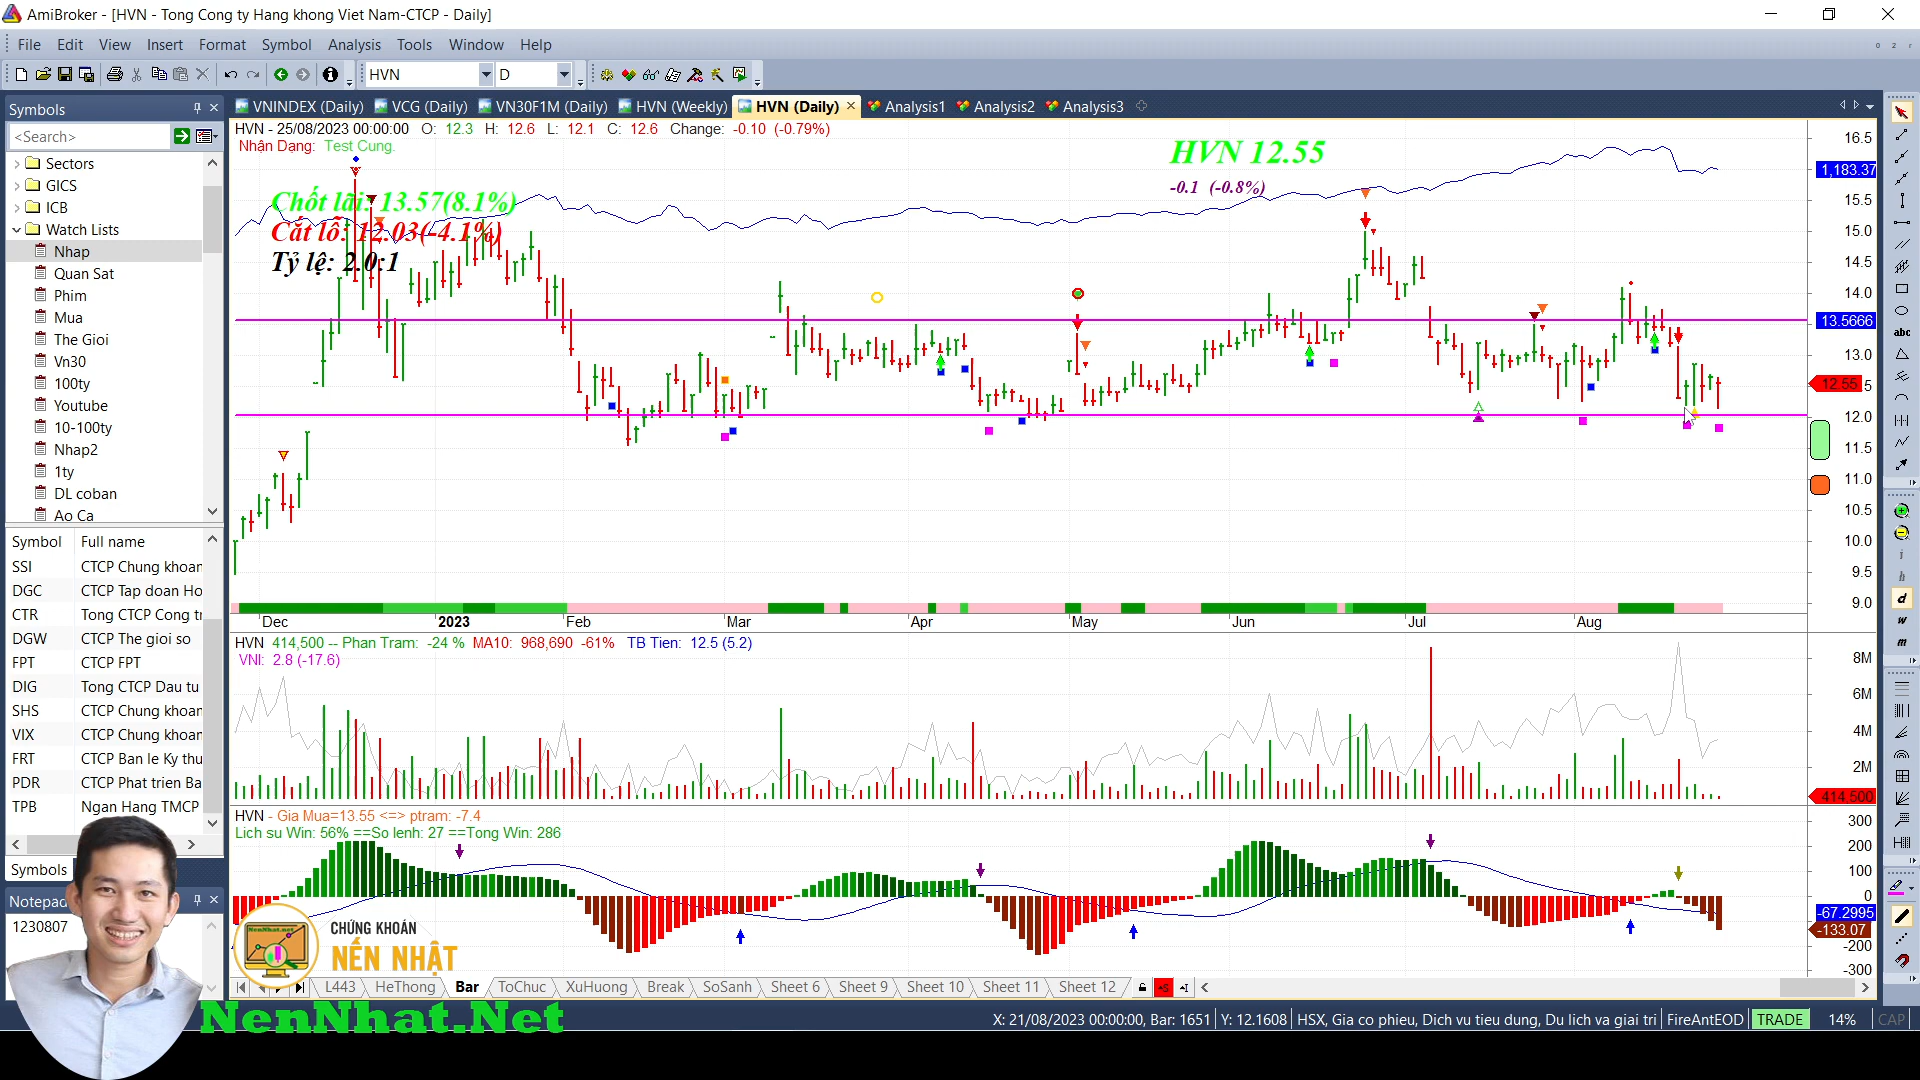 AmiBroker - [HVN - Tong Cong ty Hang khong Viet Nam-CTCP - Daily]
File Edit View Insert Format Symbol Analysis Tools Window Help
HVN D
Symbols
<Search>
Sectors
GICS
ICB
Watch Lists
Nhap
Quan Sat
Phim
Mua
The Gioi
Vn30
100ty
Youtube
10-100ty
Nhap2
1ty
DL coban
Ao Ca
Symbol Full name
SSI CTCP Chung khoan
DGC CTCP Tap doan Ho
CTR Tong CTCP Cong tr
DGW CTCP The gioi so
FPT CTCP FPT
DIG Tong CTCP Dau tu
SHS CTCP Chung khoan
VIX CTCP Chung khoan
FRT CTCP Ban le Ky thu
PDR CTCP Phat trien Ba
TPB Ngan Hang TMCP
Symbols
Notepad
1230807
VNINDEX (Daily) VCG (Daily) VN30F1M (Daily) HVN (Weekly) HVN (Daily) Analysis1 Analysis2 Analysis3
HVN - 25/08/2023 00:00:00 O: 12.3 H: 12.6 L: 12.1 C: 12.6 Change: -0.10 (-0.79%)
Nhận Dạng: Test Cung.
HVN 12.55
-0.1 (-0.8%)
Chốt lãi: 13.57(8.1%)
Cắt lỗ: 12.03(-4.1%)
Tỷ lệ: 2.0:1
16.5
1,183.37
15.5
15.0
14.5
14.0
13.5666
13.0
12.55
12.0
11.5
11.0
10.5
10.0
9.5
9.0
Dec 2023 Feb Mar Apr May Jun Jul Aug
HVN 414,500 -- Phan Tram: -24 % MA10: 968,690 -61% TB Tien: 12.5 (5.2)
VNI: 2.8 (-17.6)
8M
6M
4M
2M
414,500
HVN - Gia Mua=13.55 <=> ptram: -7.4
Lich su Win: 56% ==So lenh: 27 ==Tong Win: 286
300
200
100
0
-67.2995
-133.07
-200
-300
CHỨNG KHOÁN
NẾN NHẬT
NenNhat.net
L443 HeThong Bar ToChuc XuHuong Break SoSanh Sheet 6 Sheet 9 Sheet 10 Sheet 11 Sheet 12
NenNhat.Net
X: 21/08/2023 00:00:00, Bar: 1651 Y: 12.1608 HSX, Gia co phieu, Dich vu tieu dung, Du lich va giai tri FireAntEOD TRADE 14% CAP
abc
d
w
m